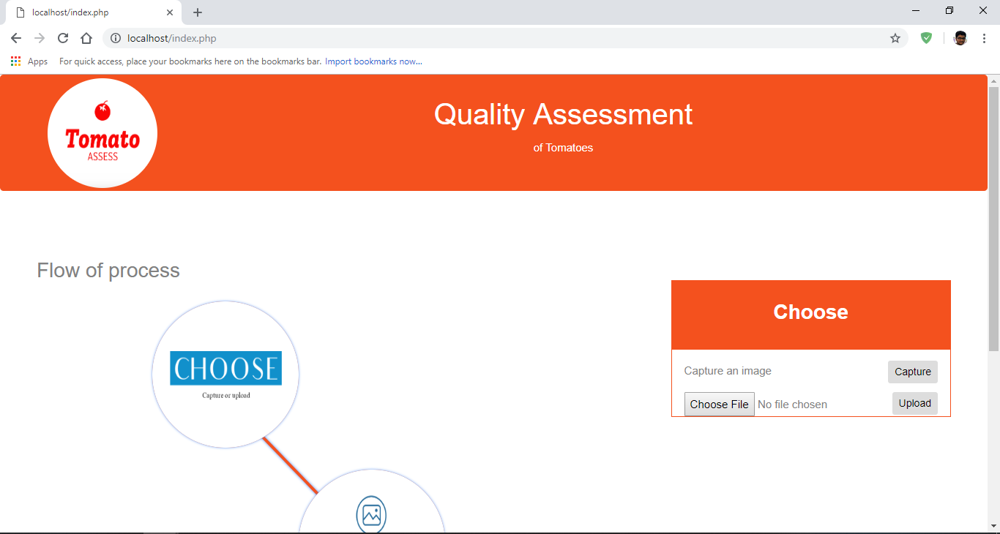 localhost/index.php
localhost/index.php
Apps For quick access, place your bookmarks here on the bookmarks bar. Import bookmarks now...
Tomato
ASSESS
Quality Assessment
of Tomatoes
Flow of process
CHOOSE
Capture or upload
Choose
Capture an image Capture
Choose File No file chosen Upload